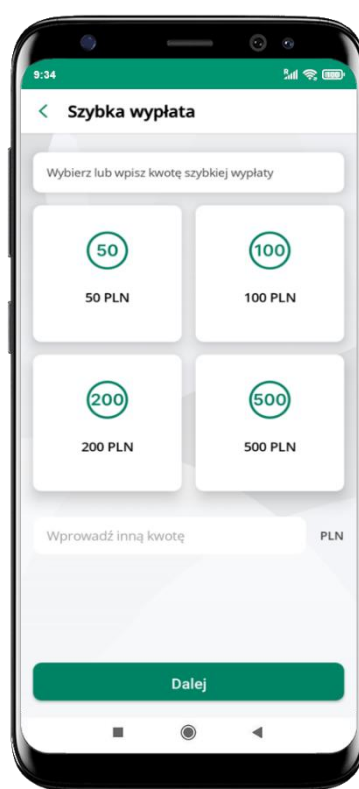 9:34
Szybka wypłata
Wybierz lub wpisz kwotę szybkiej wypłaty
50
100
50 PLN
100 PLN
200
500
200 PLN
500 PLN
Wprowadź inną kwotę
PLN
Dalej